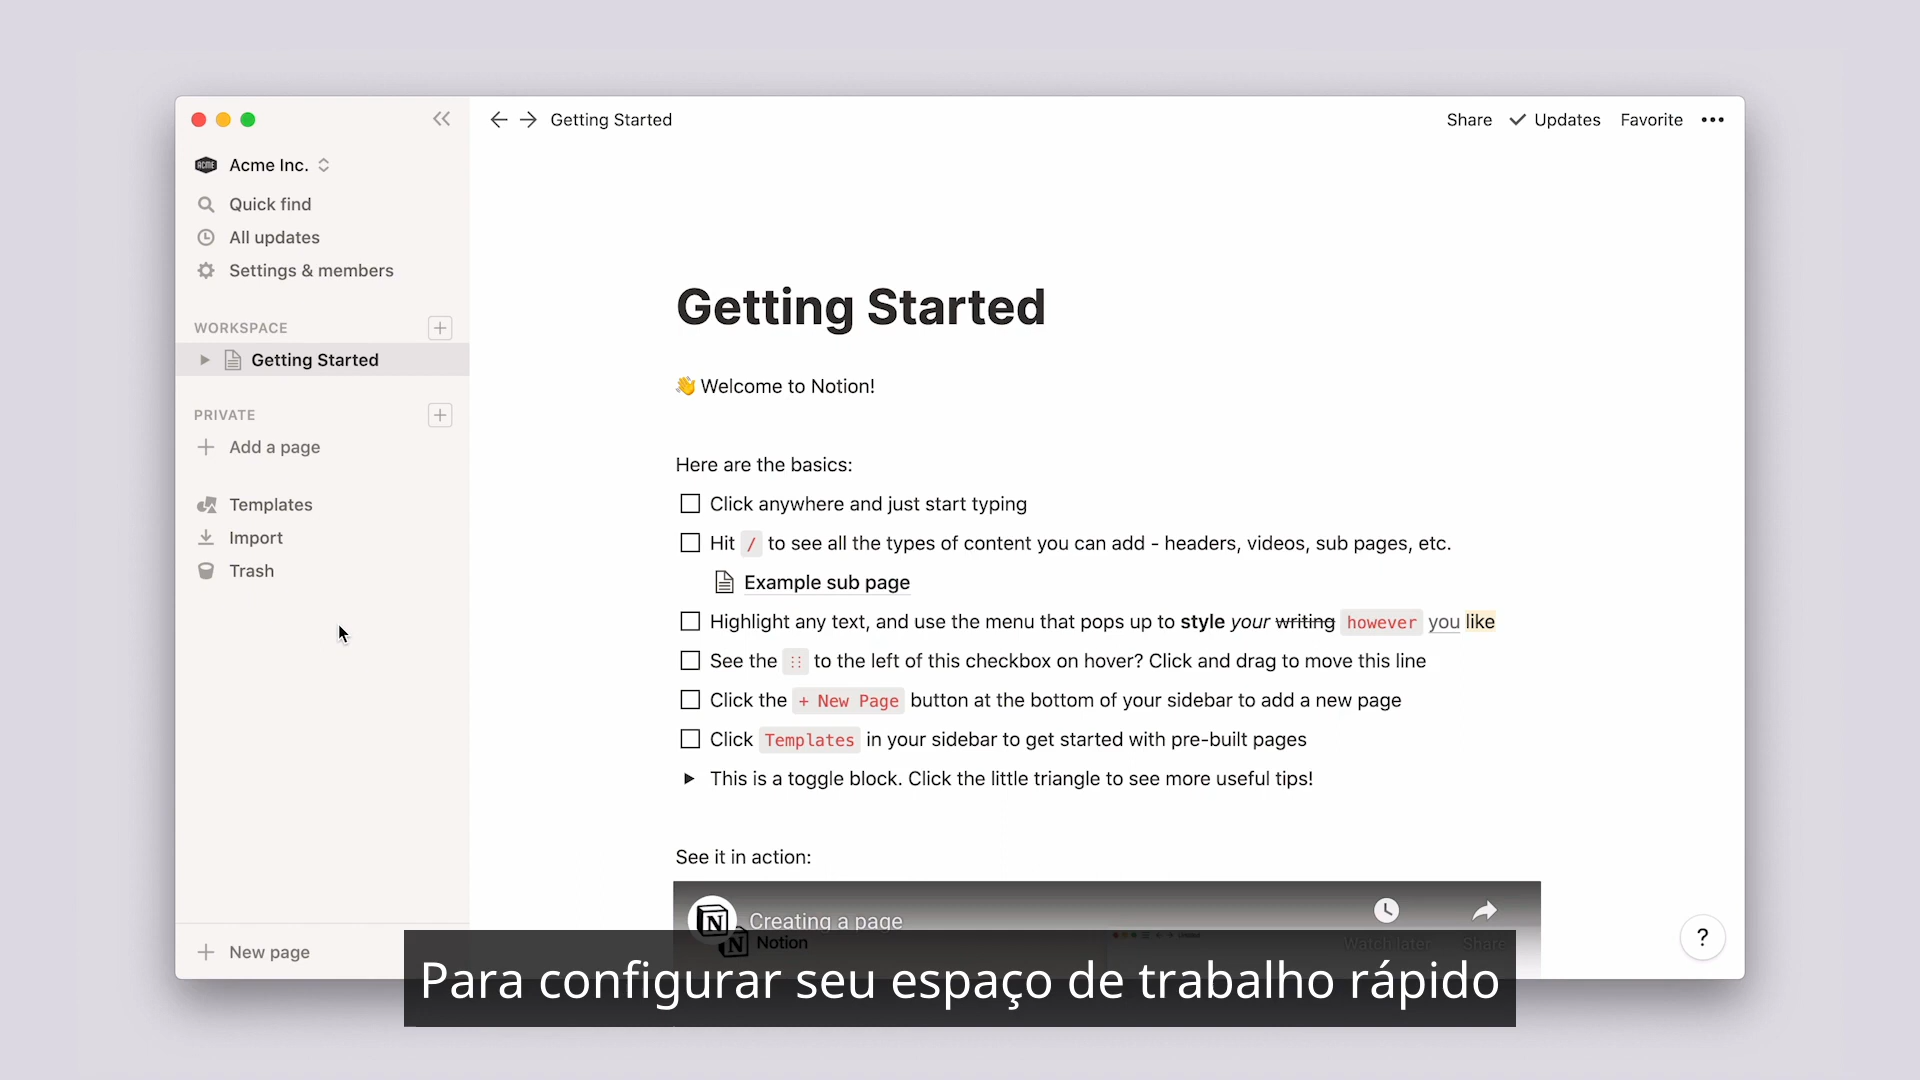 Getting Started
Share ✓ Updates Favorite •••
ACME Acme Inc.
Quick find
All updates
Settings & members
WORKSPACE
Getting Started
PRIVATE
Add a page
Templates
Import
Trash
New page
Getting Started
👋 Welcome to Notion!
Here are the basics:
Click anywhere and just start typing
Hit / to see all the types of content you can add - headers, videos, sub pages, etc.
Example sub page
Highlight any text, and use the menu that pops up to style your writing however you like
See the ⋮⋮ to the left of this checkbox on hover? Click and drag to move this line
Click the + New Page button at the bottom of your sidebar to add a new page
Click Templates in your sidebar to get started with pre-built pages
This is a toggle block. Click the little triangle to see more useful tips!
See it in action:
N Creating a page
N Notion
Watch later Share
?
Para configurar seu espaço de trabalho rápido